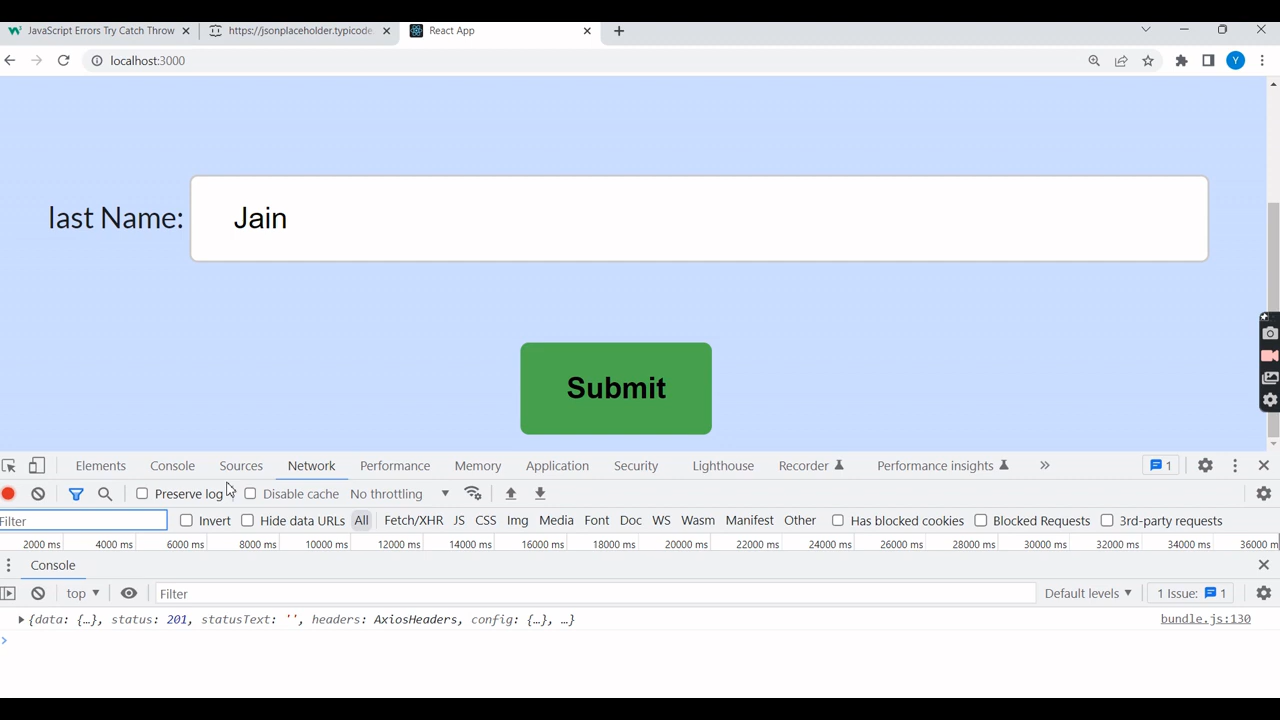 JavaScript Errors Try Catch Throw
https://jsonplaceholder.typicode.
React App
localhost:3000
Y
last Name: Jain
Submit
Elements Console Sources Network Performance Memory Application Security Lighthouse Recorder Performance insights 1
Preserve log Disable cache No throttling
Filter Invert Hide data URLs All Fetch/XHR JS CSS Img Media Font Doc WS Wasm Manifest Other Has blocked cookies Blocked Requests 3rd-party requests
2000 ms 4000 ms 6000 ms 8000 ms 10000 ms 12000 ms 14000 ms 16000 ms 18000 ms 20000 ms 22000 ms 24000 ms 26000 ms 28000 ms 30000 ms 32000 ms 34000 ms 36000 m
Console
top Filter Default levels 1 Issue: 1
{data: {…}, status: 201, statusText: '', headers: AxiosHeaders, config: {…}, …} bundle.js:130